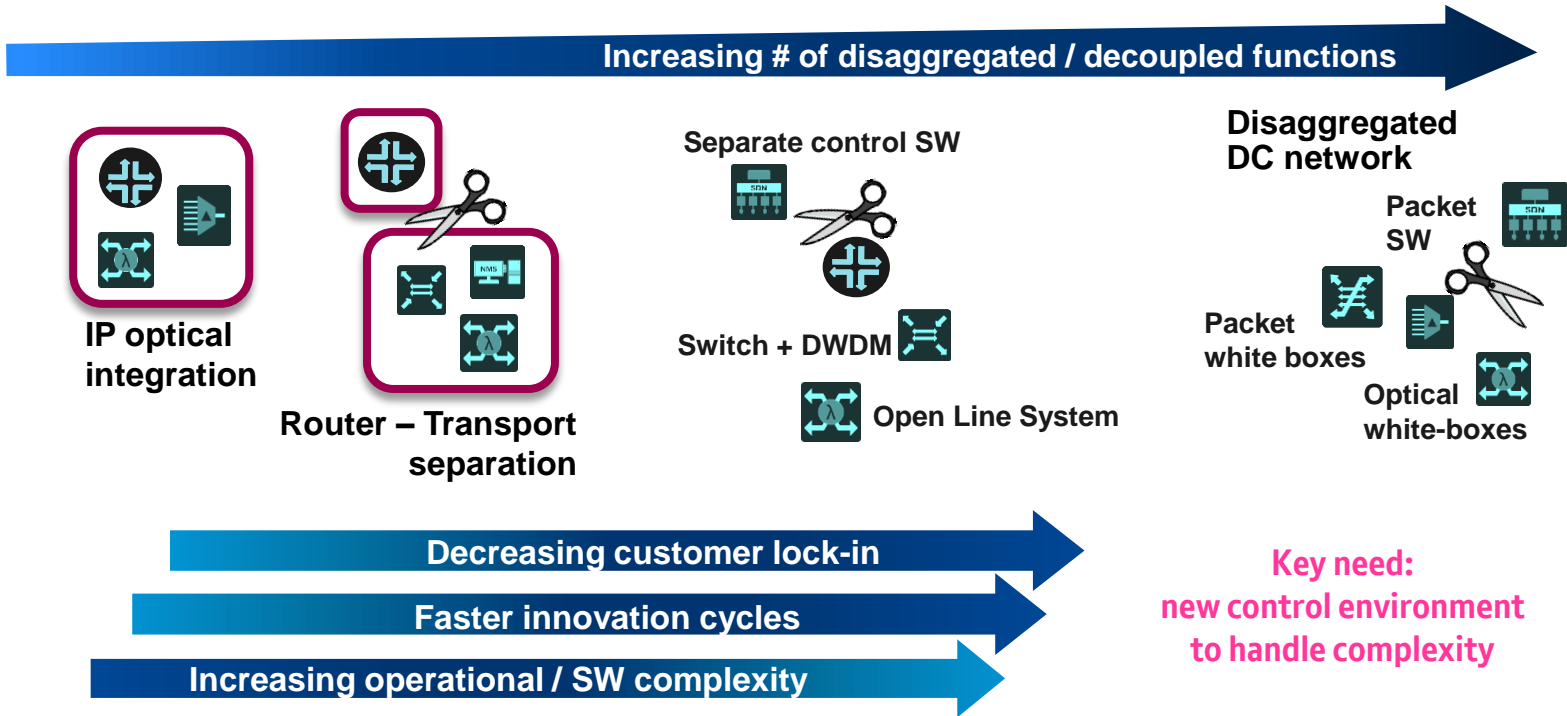 Increasing # of disaggregated / decoupled functions
IP optical
integration
Router – Transport
separation
NMS
Separate control SW
SDN
Switch + DWDM
λ
Open Line System
Disaggregated
DC network
Packet
SW
SDN
Packet
white boxes
Optical
white-boxes
λ
λ
λ
Decreasing customer lock-in
Faster innovation cycles
Increasing operational / SW complexity
Key need:
new control environment
to handle complexity